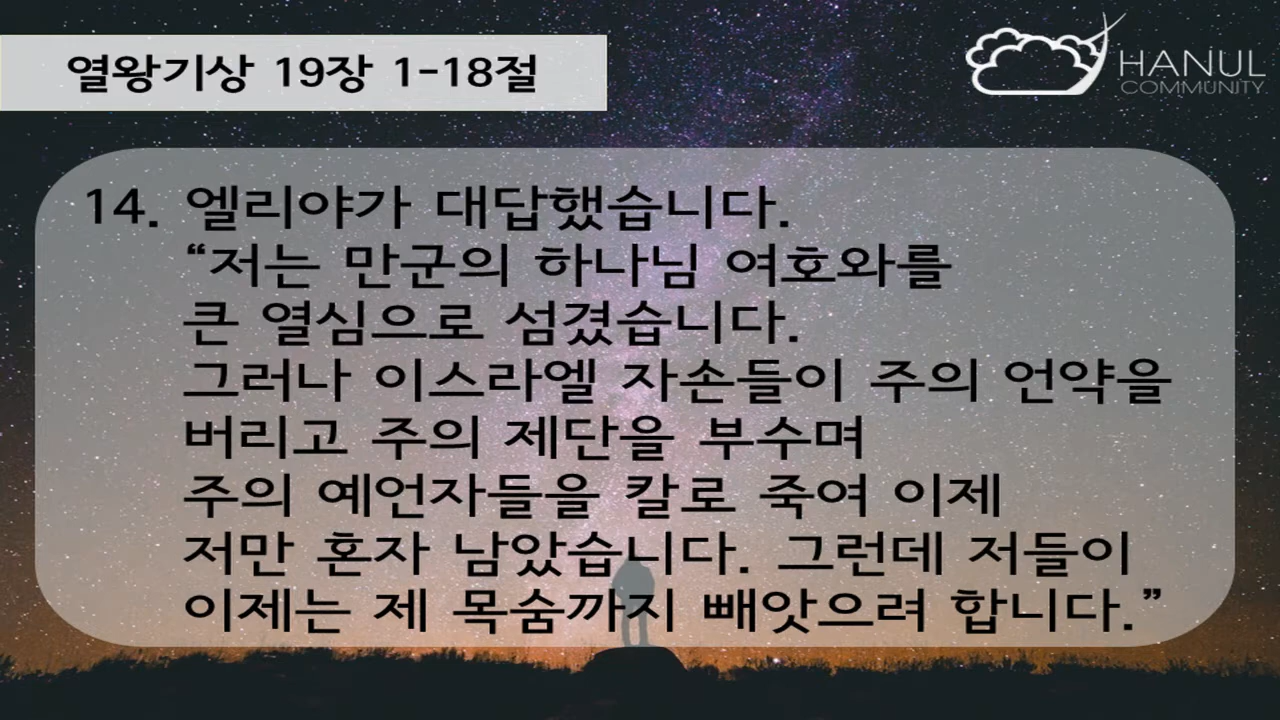 열왕기상 19장 1-18절
HANUL
COMMUNITY
14. 엘리야가 대답했습니다.
“저는 만군의 하나님 여호와를
큰 열심으로 섬겼습니다.
그러나 이스라엘 자손들이 주의 언약을
버리고 주의 제단을 부수며
주의 예언자들을 칼로 죽여 이제
저만 혼자 남았습니다. 그런데 저들이
이제는 제 목숨까지 빼앗으려 합니다.”